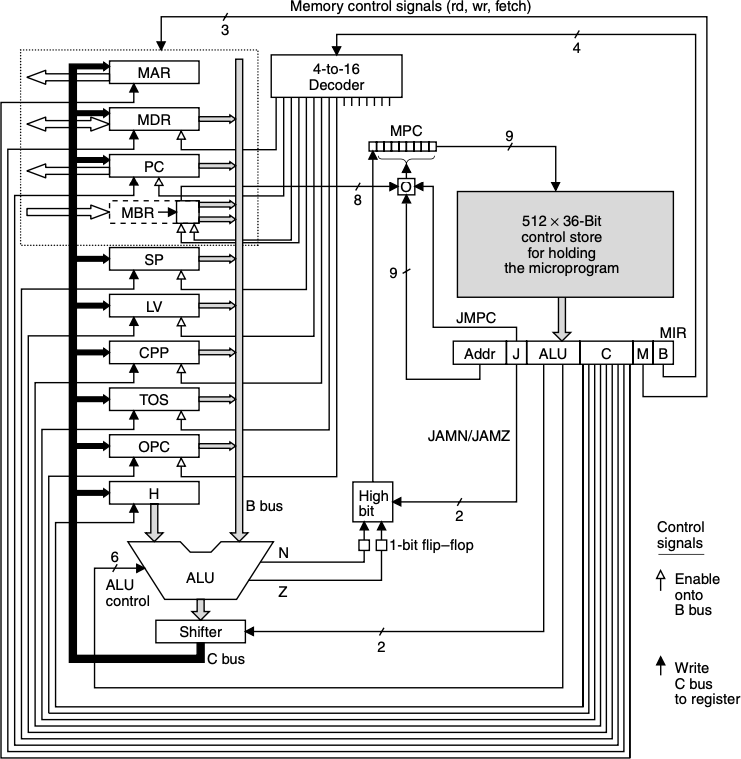 Memory control signals (rd, wr, fetch)
3
4
4-to-16
Decoder
MAR
MDR
PC
MBR
SP
LV
CPP
TOS
OPC
H
B bus
MPC
9
O
8
9
512 × 36-Bit
control store
for holding
the microprogram
JMPC
MIR
Addr
J
ALU
C
M
B
JAMN/JAMZ
High
bit
2
1-bit flip–flop
N
Z
6
ALU
control
ALU
Shifter
2
C bus
Control
signals
Enable
onto
B bus
Write
C bus
to register